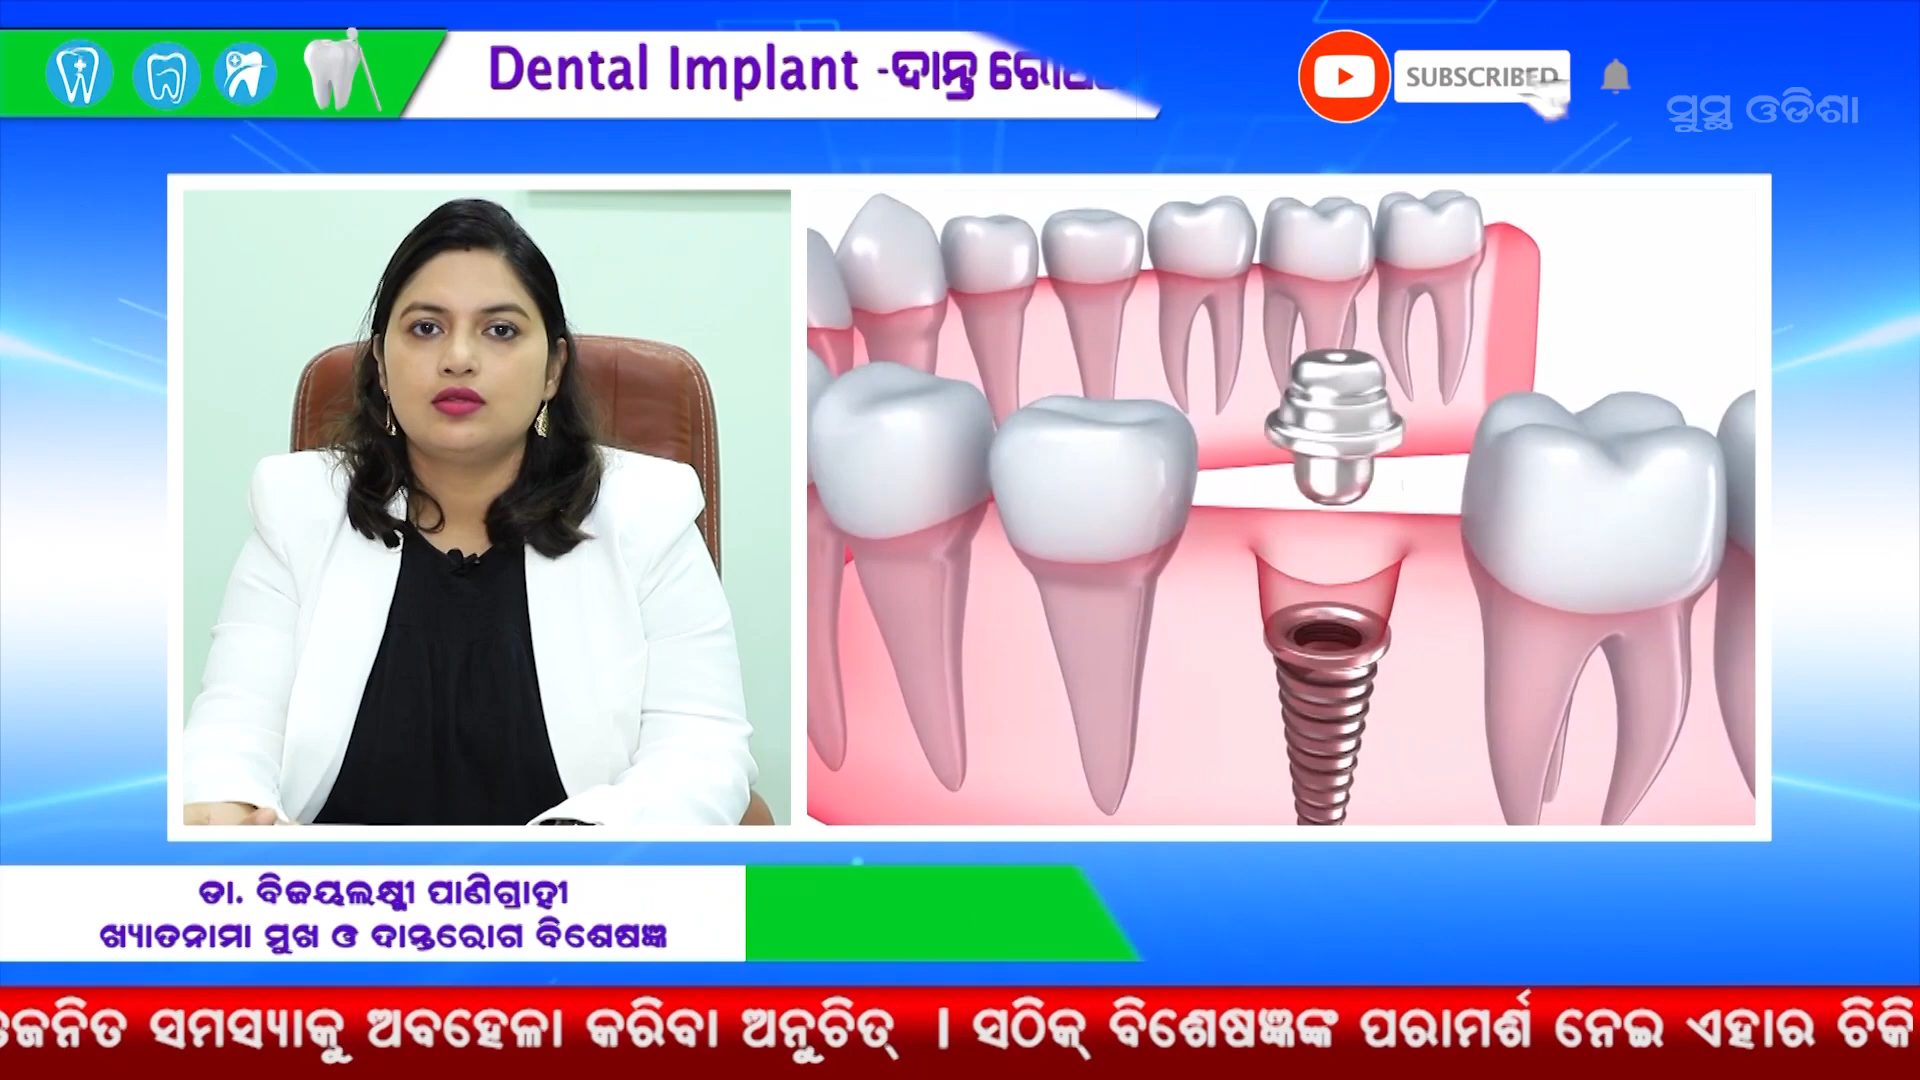 Dental Implant -ଦାନ୍ତ
SUBSCRIBED
ସୁସ୍ଥ ଓଡିଶା
ଡା. ବିଜୟଲକ୍ଷ୍ମୀ ପାଣିଗ୍ରାହୀ
ଖ୍ୟାତନାମା ମୁଖ ଓ ଦାନ୍ତରୋଗ ବିଶେଷଜ୍ଞ
ସମସ୍ୟାକୁ ଅବହେଳା କରିବା ଅନୁଚିତ୍ । ସଠିକ୍ ବିଶେଷଜ୍ଞଙ୍କ ପରାମର୍ଶ ନେଇ ଏହାର